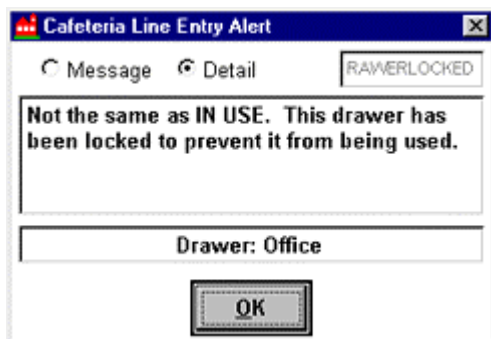 Cafeteria Line Entry Alert
Message Detail RAWERLOCKED
Not the same as IN USE. This drawer has
been locked to prevent it from being used.
Drawer: Office
OK